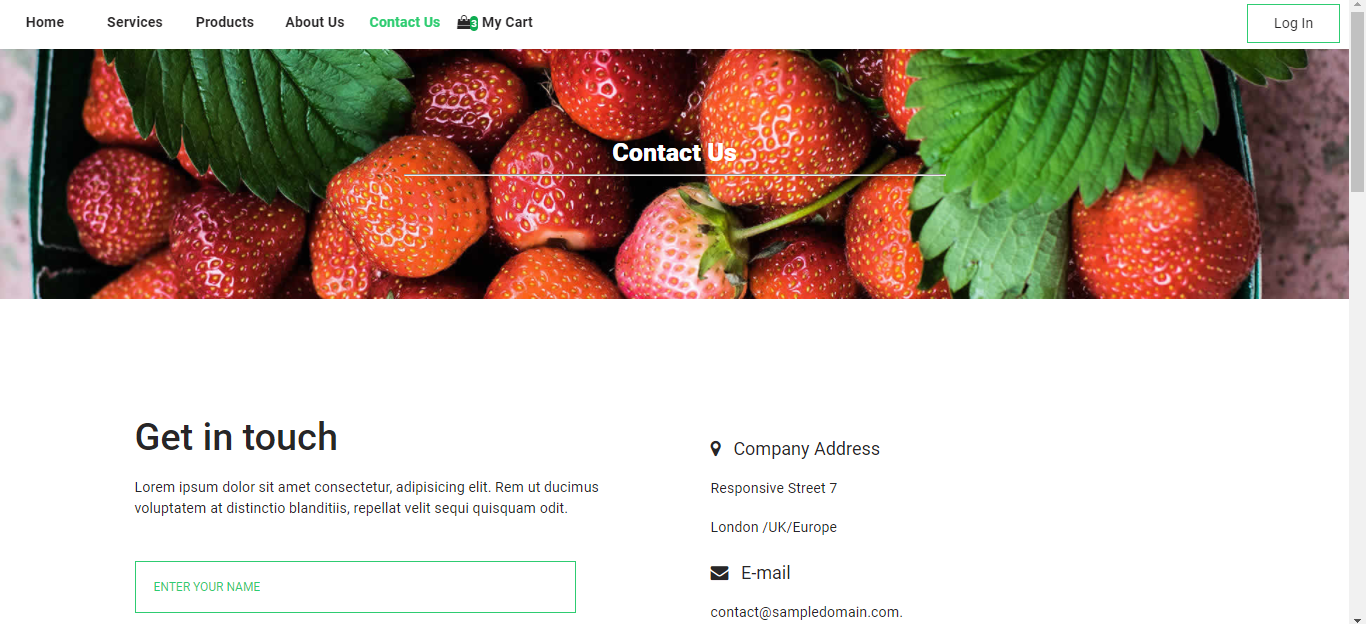 Home Services Products About Us Contact Us 3 My Cart Log In
Contact Us
Get in touch
Lorem ipsum dolor sit amet consectetur, adipisicing elit. Rem ut ducimus
voluptatem at distinctio blanditiis, repellat velit sequi quisquam odit.
ENTER YOUR NAME
Company Address
Responsive Street 7
London /UK/Europe
E-mail
contact@sampledomain.com.